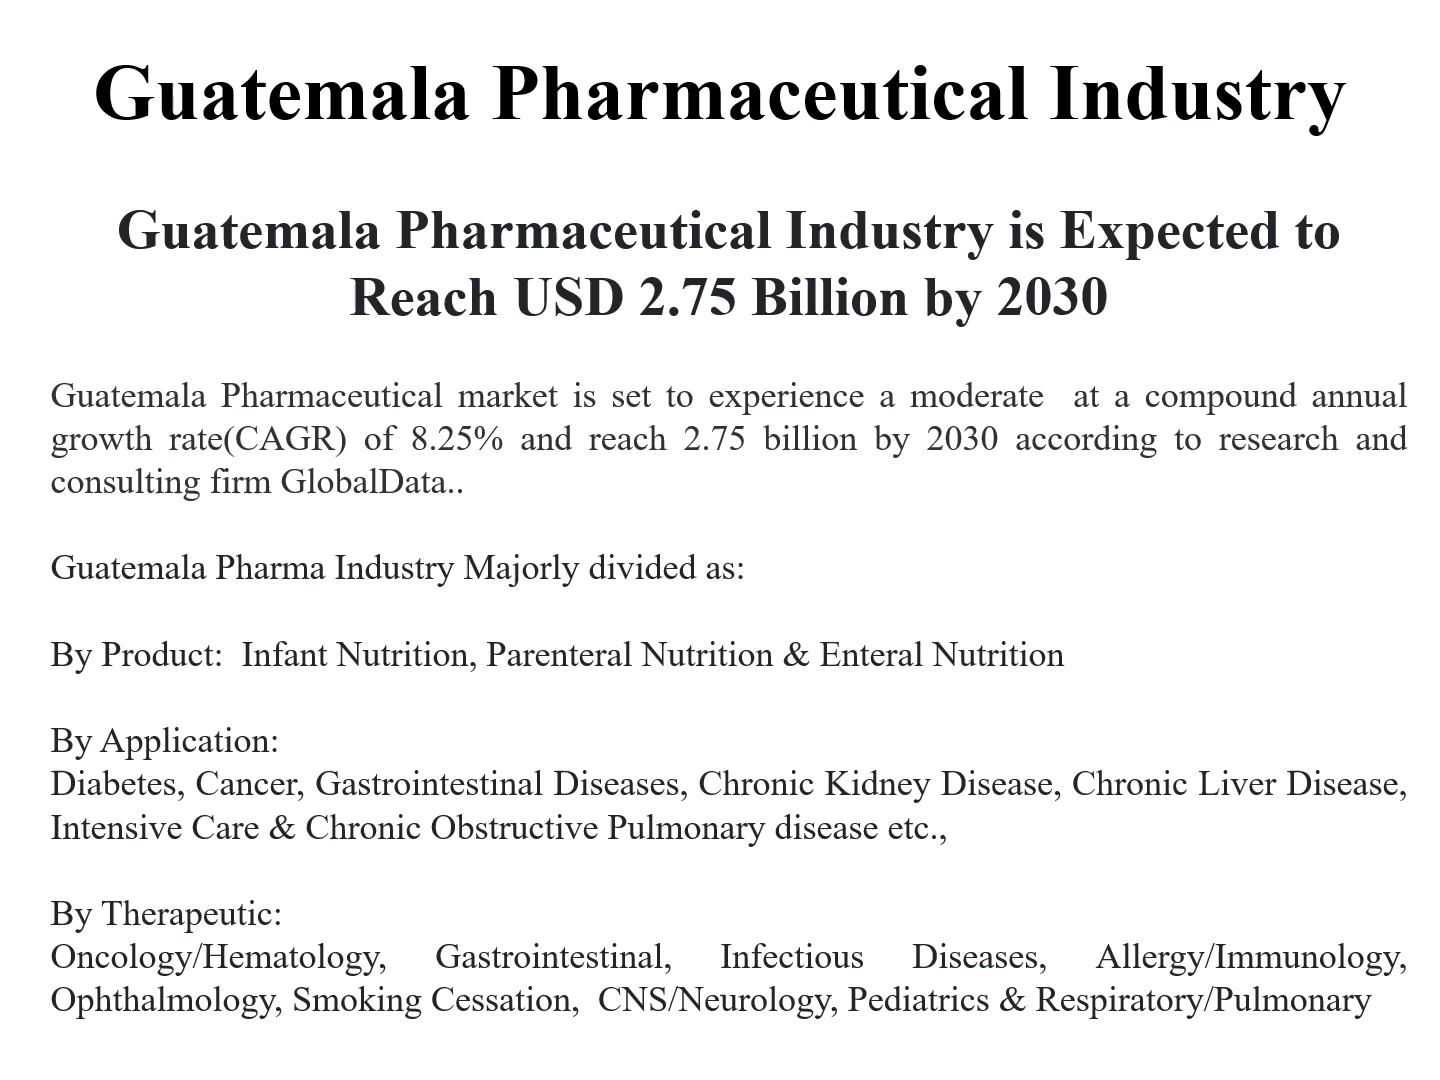 Guatemala Pharmaceutical Industry
Guatemala Pharmaceutical Industry is Expected to
Reach USD 2.75 Billion by 2030
Guatemala Pharmaceutical market is set to experience a moderate  at a compound annual
growth rate(CAGR) of 8.25% and reach 2.75 billion by 2030 according to research and
consulting firm GlobalData..
Guatemala Pharma Industry Majorly divided as:
By Product:  Infant Nutrition, Parenteral Nutrition & Enteral Nutrition
By Application:
Diabetes, Cancer, Gastrointestinal Diseases, Chronic Kidney Disease, Chronic Liver Disease,
Intensive Care & Chronic Obstructive Pulmonary disease etc.,
By Therapeutic:
Oncology/Hematology, Gastrointestinal, Infectious Diseases, Allergy/Immunology,
Ophthalmology, Smoking Cessation,  CNS/Neurology, Pediatrics & Respiratory/Pulmonary